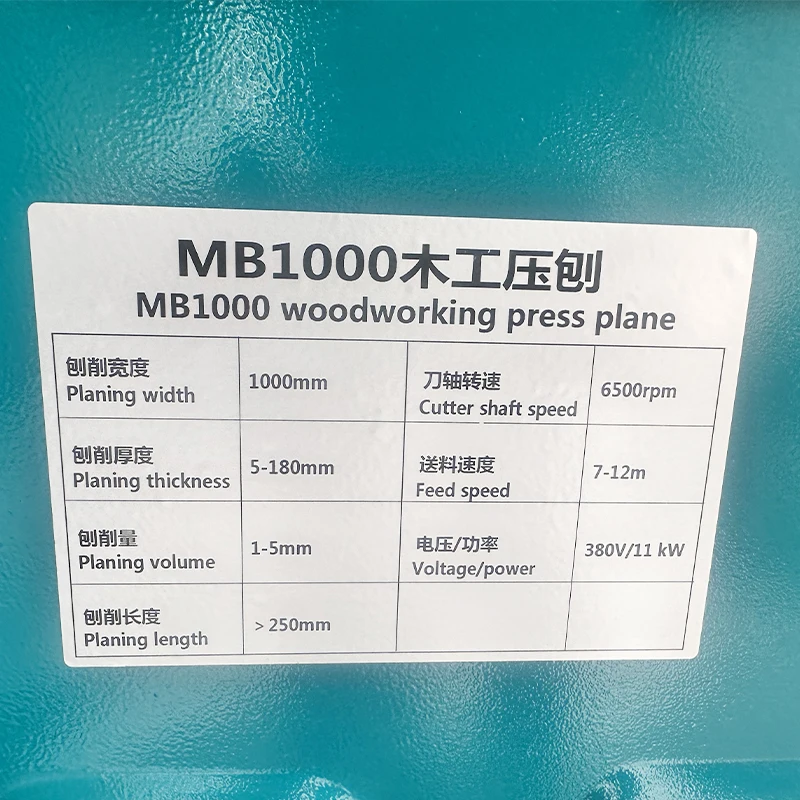 MB1000木工压刨
MB1000 woodworking press plane
刨削宽度
Planing width
1000mm
刀轴转速
Cutter shaft speed
6500rpm
刨削厚度
Planing thickness
5-180mm
送料速度
Feed speed
7-12m
刨削量
Planing volume
1-5mm
电压/功率
Voltage/power
380V/11 kW
刨削长度
Planing length
＞250mm